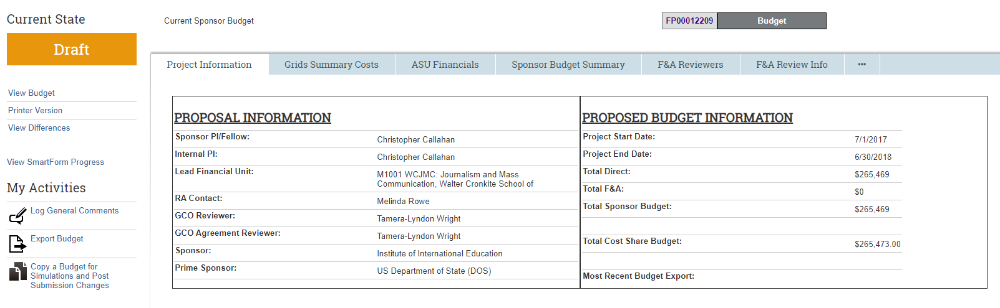 Current State
Draft
View Budget
Printer Version
View Differences
View SmartForm Progress
My Activities
Log General Comments
Export Budget
Copy a Budget for
Simulations and Post
Submission Changes
Current Sponsor Budget
FP00012209 Budget
Project Information Grids Summary Costs ASU Financials Sponsor Budget Summary F&A Reviewers F&A Review Info •••
PROPOSAL INFORMATION
Sponsor PI/Fellow: Christopher Callahan
Internal PI: Christopher Callahan
Lead Financial Unit: M1001 WCJMC: Journalism and Mass
Communication, Walter Cronkite School of
RA Contact: Melinda Rowe
GCO Reviewer: Tamera-Lyndon Wright
GCO Agreement Reviewer: Tamera-Lyndon Wright
Sponsor: Institute of International Education
Prime Sponsor: US Department of State (DOS)
PROPOSED BUDGET INFORMATION
Project Start Date: 7/1/2017
Project End Date: 6/30/2018
Total Direct: $265,469
Total F&A: $0
Total Sponsor Budget: $265,469
Total Cost Share Budget: $265,473.00
Most Recent Budget Export: